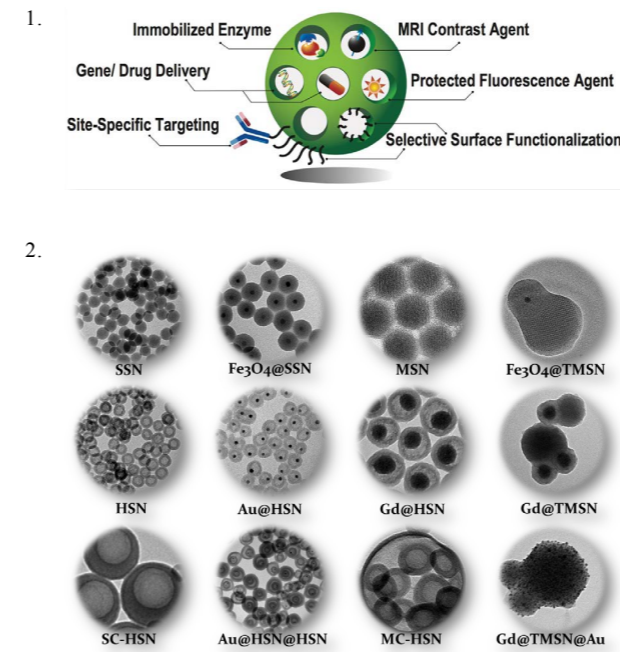 1.
Immobilized Enzyme
MRI Contrast Agent
Gene/ Drug Delivery
Protected Fluorescence Agent
Site-Specific Targeting
Selective Surface Functionalization
2.
SSN Fe3O4@SSN MSN Fe3O4@TMSN
HSN Au@HSN Gd@HSN Gd@TMSN
SC-HSN Au@HSN@HSN MC-HSN Gd@TMSN@Au